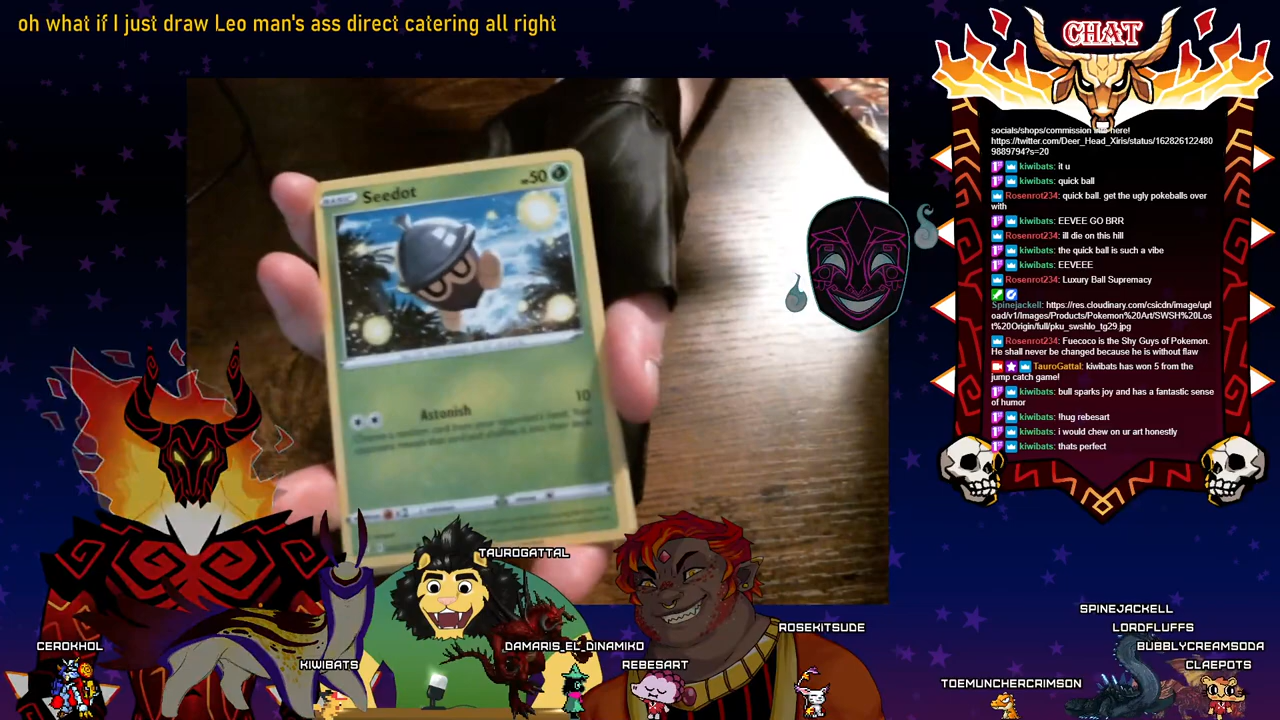 oh what if I just draw Leo man's ass direct catering all right
CHAT
socials/shops/commission here!
https://twitter.com/Deer_Head_Xiris/status/162826122480
9889794?s=20
kiwibats: it u
kiwibats: quick ball
Rosenrot234: quick ball. get the ugly pokeballs over
with
kiwibats: EEVEE GO BRR
Rosenrot234: ill die on this hill
kiwibats: the quick ball is such a vibe
kiwibats: EEVEEE
Rosenrot234: Luxury Ball Supremacy
Spinejackell: https://res.cloudinary.com/csicdn/image/upl
oad/v1/Images/Products/Pokemon%20Art/SWSH%20Los
t%20Origin/full/pku_swshlo_tg29.jpg
Rosenrot234: Fuecoco is the Shy Guys of Pokemon.
He shall never be changed because he is without flaw
TauroGattal: kiwibats has won 5 from the
jump catch game!
kiwibats: bull sparks joy and has a fantastic sense
of humor
kiwibats: !hug rebesart
kiwibats: i would chew on ur art honestly
kiwibats: thats perfect
BASIC Seedot 50
Astonish 10
TAUROGATTAL
CEROKHOL
KIWIBATS
DAMARIS_EL_DINAMIKO
REBESART
ROSEKITSUDE
SPINEJACKELL
LORDFLUFFS
BUBBLYCREAMSODA
CLAEPOTS
TOEMUNCHERCRIMSON